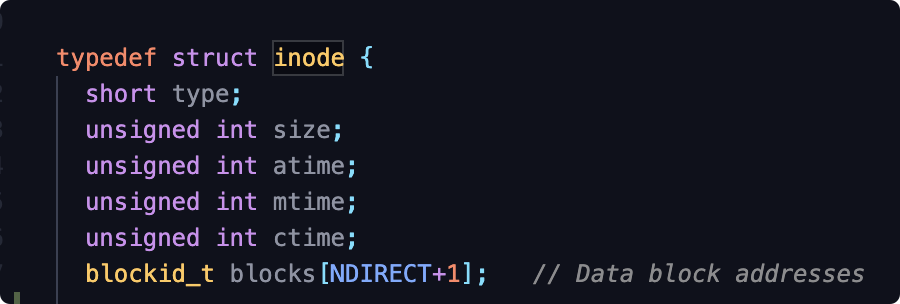 typedef struct inode {
short type;
unsigned int size;
unsigned int atime;
unsigned int mtime;
unsigned int ctime;
blockid_t blocks[NDIRECT+1]; // Data block addresses